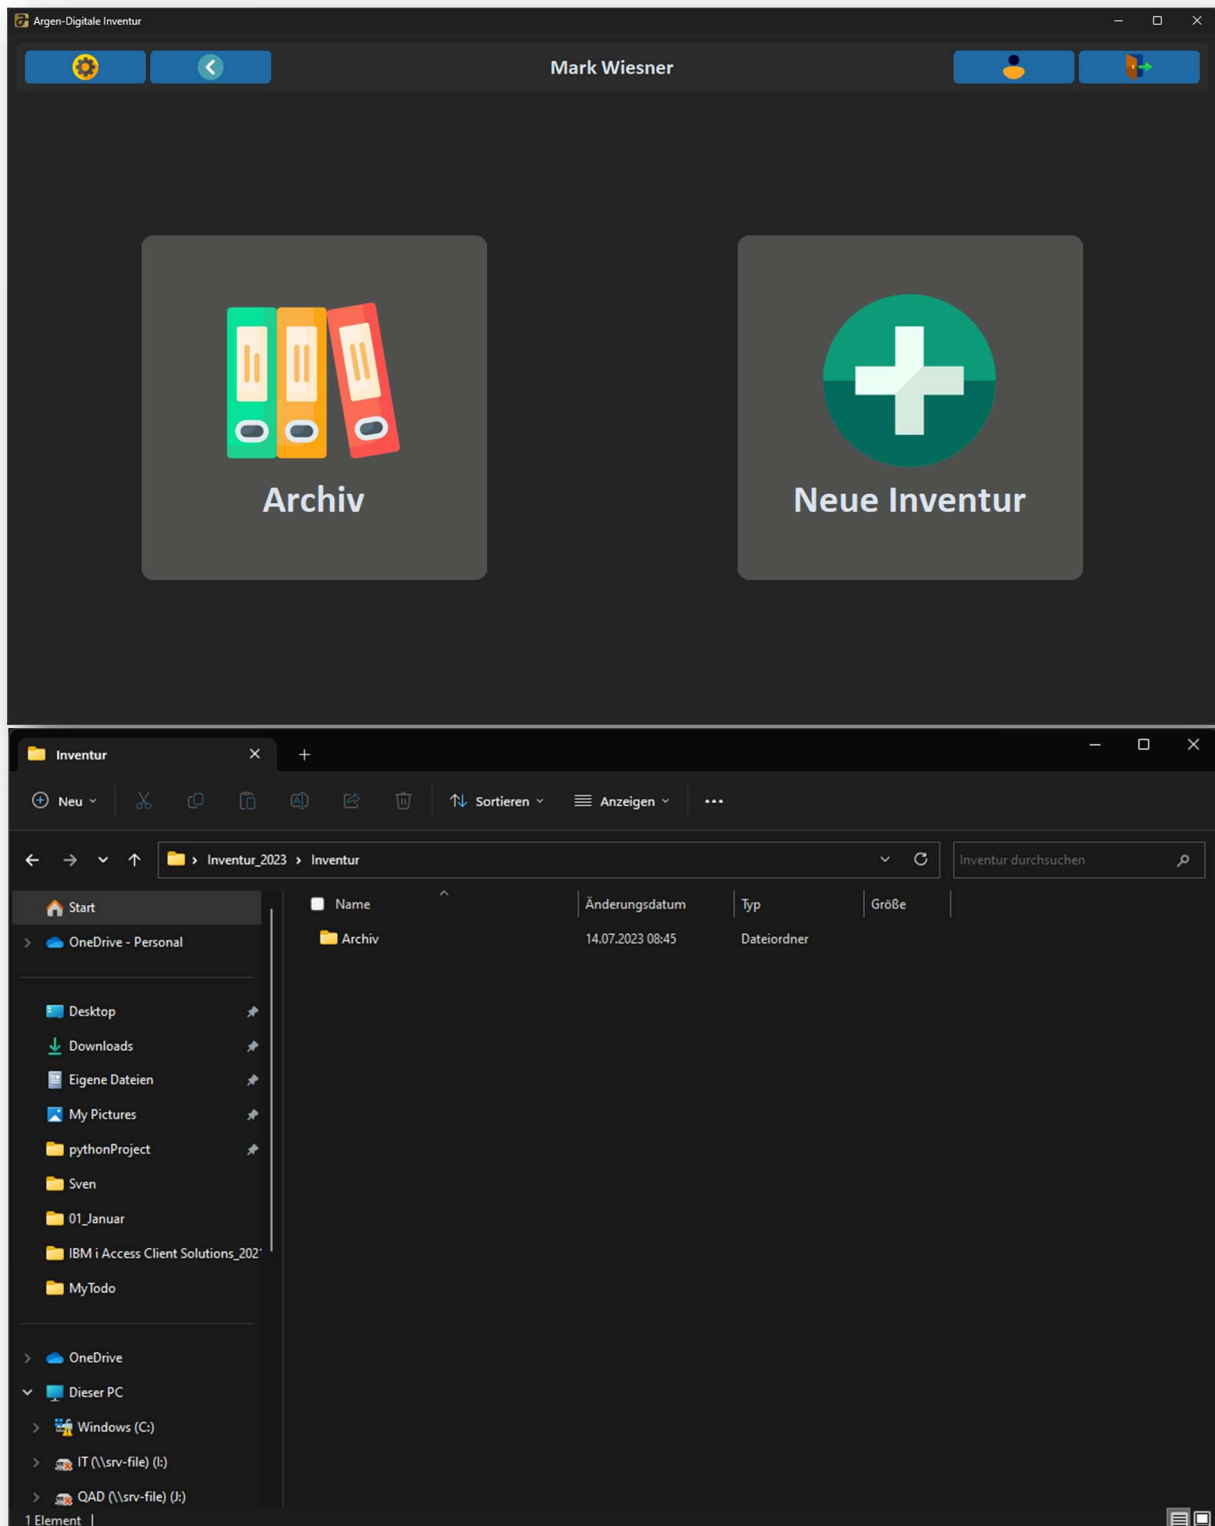 Argen-Digitale Inventur
Mark Wiesner
Archiv
Neue Inventur
Inventur
Neu
Sortieren
Anzeigen
Inventur_2023 > Inventur
Inventur durchsuchen
Start
OneDrive - Personal
Desktop
Downloads
Eigene Dateien
My Pictures
pythonProject
Sven
01_Januar
IBM i Access Client Solutions_202
MyTodo
OneDrive
Dieser PC
Windows (C:)
IT (\\srv-file) (I:)
QAD (\\srv-file) (J:)
Name Änderungsdatum Typ Größe
Archiv 14.07.2023 08:45 Dateiordner
1 Element